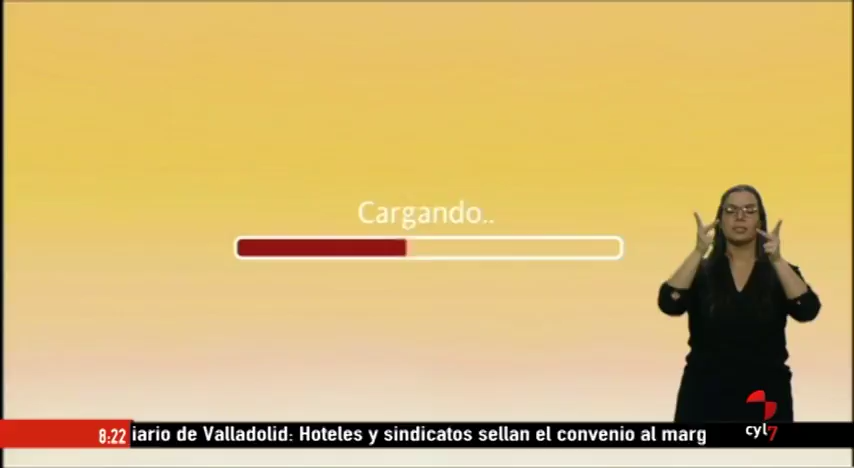 Cargando..
8:22
iario de Valladolid: Hoteles y sindicatos sellan el convenio al marg
cyl7